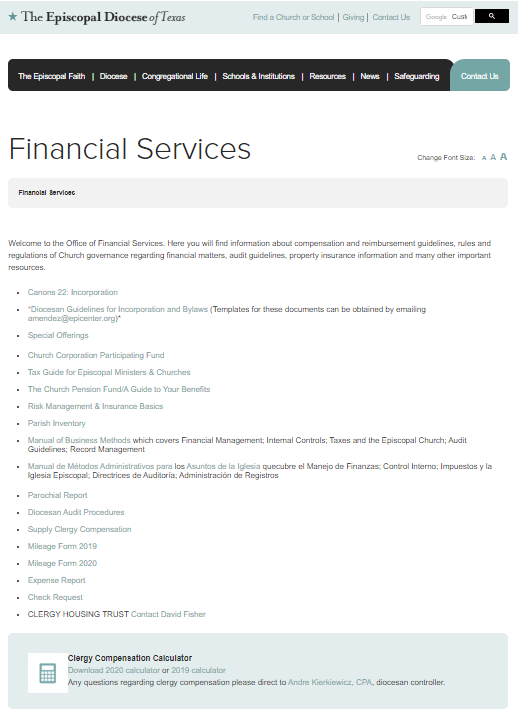 ★ The Episcopal Diocese of Texas
Find a Church or School | Giving | Contact Us
Google Cust
The Episcopal Faith | Diocese | Congregational Life | Schools & Institutions | Resources | News | Safeguarding Contact Us
Financial Services
Change Font Size: A A A
Financial Services
Welcome to the Office of Financial Services. Here you will find information about compensation and reimbursement guidelines, rules and
regulations of Church governance regarding financial matters, audit guidelines, property insurance information and many other important
resources.
• Canons 22: Incorporation
• *Diocesan Guidelines for Incorporation and Bylaws (Templates for these documents can be obtained by emailing
amendez@epicenter.org)*
• Special Offerings
• Church Corporation Participating Fund
• Tax Guide for Episcopal Ministers & Churches
• The Church Pension Fund/A Guide to Your Benefits
• Risk Management & Insurance Basics
• Parish Inventory
• Manual of Business Methods which covers Financial Management; Internal Controls; Taxes and the Episcopal Church; Audit
Guidelines; Record Management
• Manual de Métodos Administrativos para los Asuntos de la Iglesia quecubre el Manejo de Finanzas; Control Interno; Impuestos y la
Iglesia Episcopal; Directrices de Auditoría; Administración de Registros
• Parochial Report
• Diocesan Audit Procedures
• Supply Clergy Compensation
• Mileage Form 2019
• Mileage Form 2020
• Expense Report
• Check Request
• CLERGY HOUSING TRUST Contact David Fisher
Clergy Compensation Calculator
Download 2020 calculator or 2019 calculator
Any questions regarding clergy compensation please direct to Andre Kierkiewicz, CPA, diocesan controller.